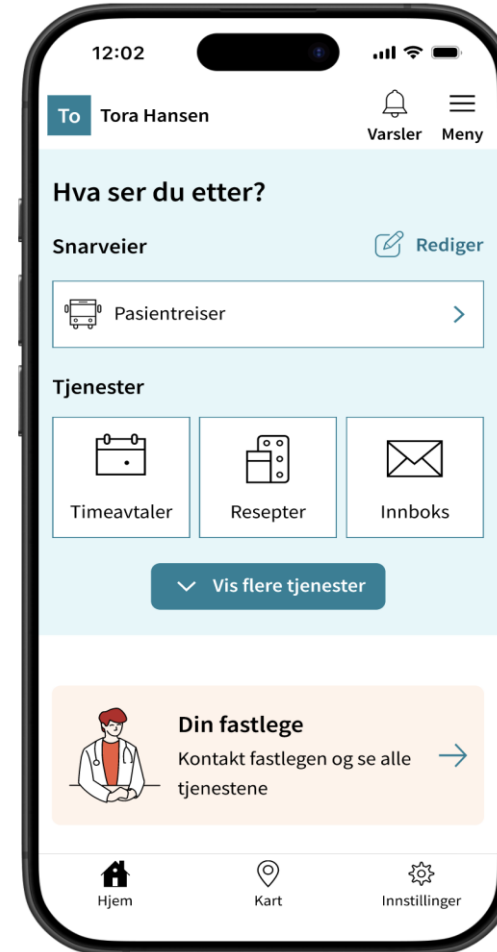 12:02
To Tora Hansen
Varsler Meny
Hva ser du etter?
Snarveier Rediger
Pasientreiser
Tjenester
Timeavtaler Resepter Innboks
Vis flere tjenester
Din fastlege
Kontakt fastlegen og se alle
tjenestene
Hjem Kart Innstillinger